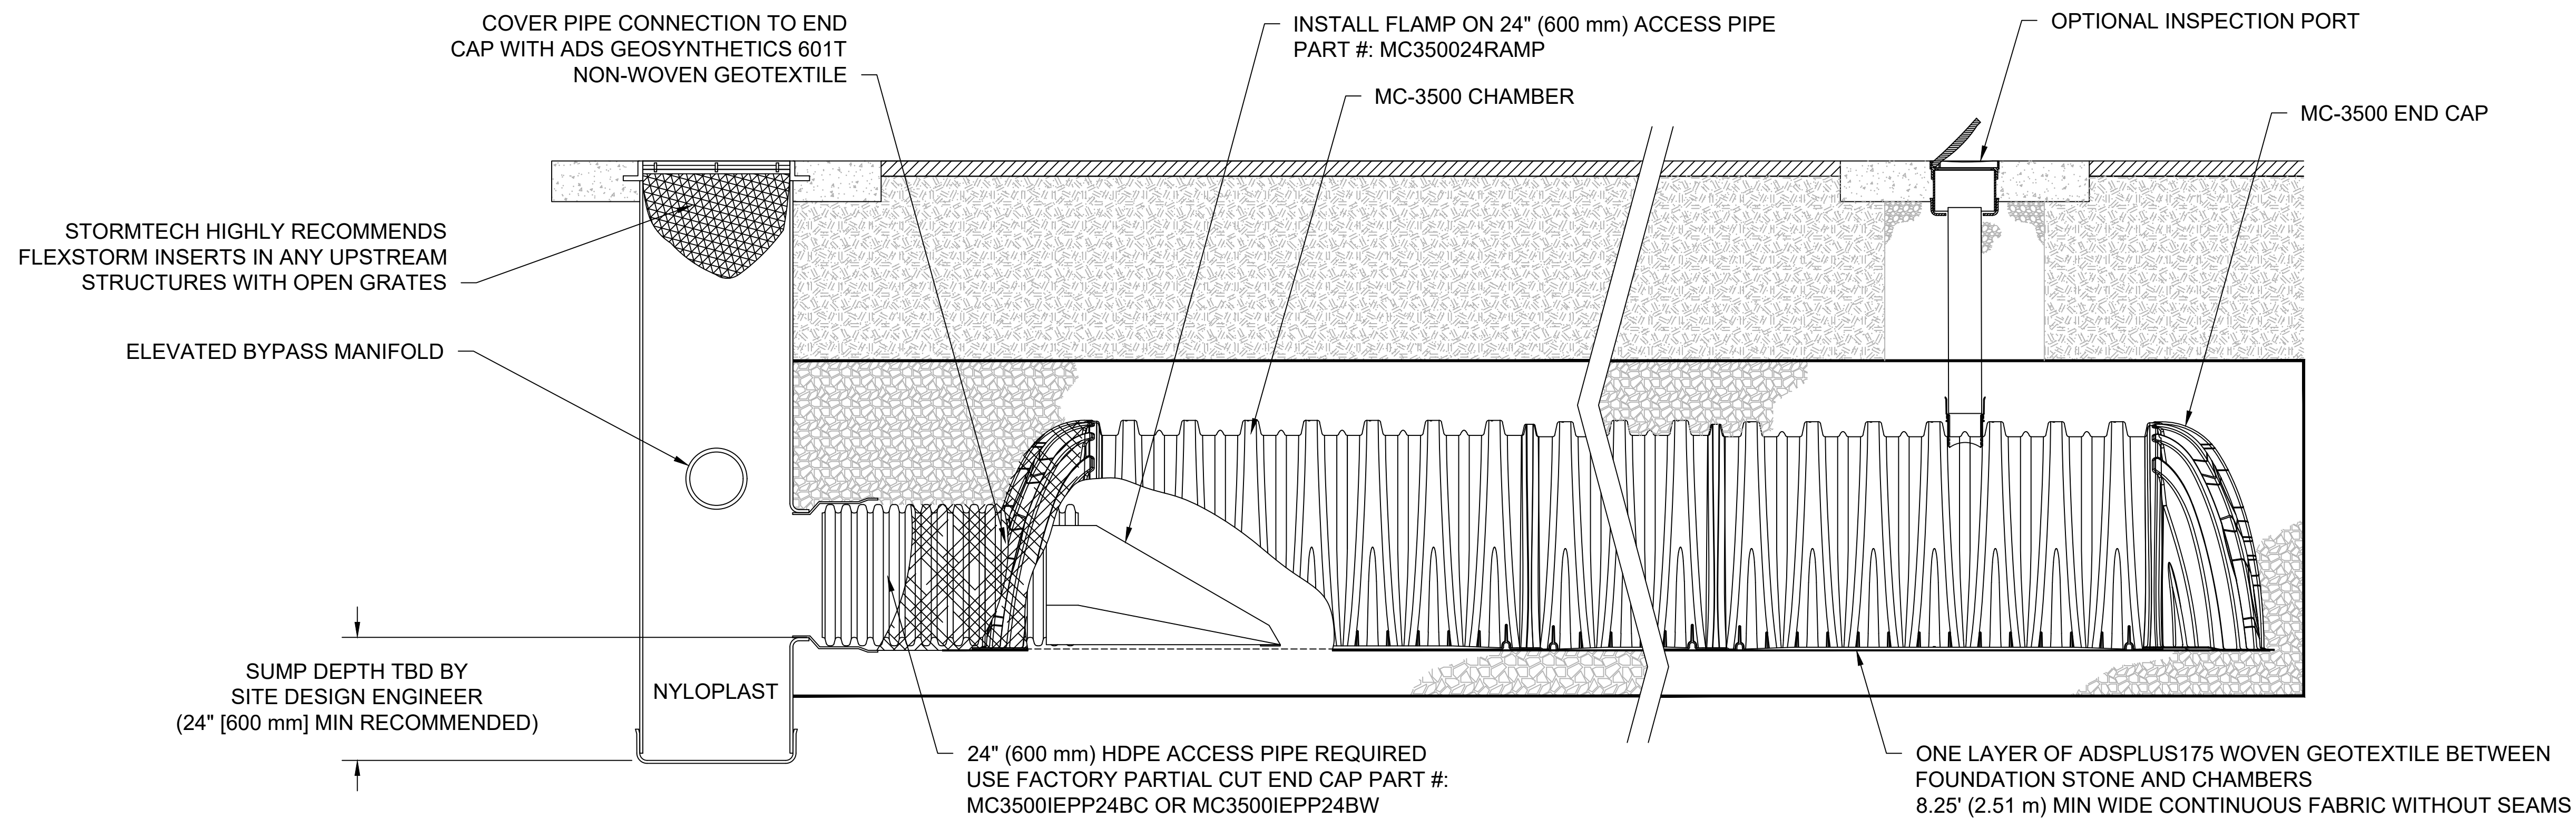 COVER PIPE CONNECTION TO END
CAP WITH ADS GEOSYNTHETICS 601T
NON-WOVEN GEOTEXTILE
INSTALL FLAMP ON 24" (600 mm) ACCESS PIPE
PART #: MC350024RAMP
MC-3500 CHAMBER
OPTIONAL INSPECTION PORT
MC-3500 END CAP
STORMTECH HIGHLY RECOMMENDS
FLEXSTORM INSERTS IN ANY UPSTREAM
STRUCTURES WITH OPEN GRATES
ELEVATED BYPASS MANIFOLD
SUMP DEPTH TBD BY
SITE DESIGN ENGINEER
(24" [600 mm] MIN RECOMMENDED)
NYLOPLAST
24" (600 mm) HDPE ACCESS PIPE REQUIRED
USE FACTORY PARTIAL CUT END CAP PART #:
MC3500IEPP24BC OR MC3500IEPP24BW
ONE LAYER OF ADSPLUS175 WOVEN GEOTEXTILE BETWEEN
FOUNDATION STONE AND CHAMBERS
8.25' (2.51 m) MIN WIDE CONTINUOUS FABRIC WITHOUT SEAMS